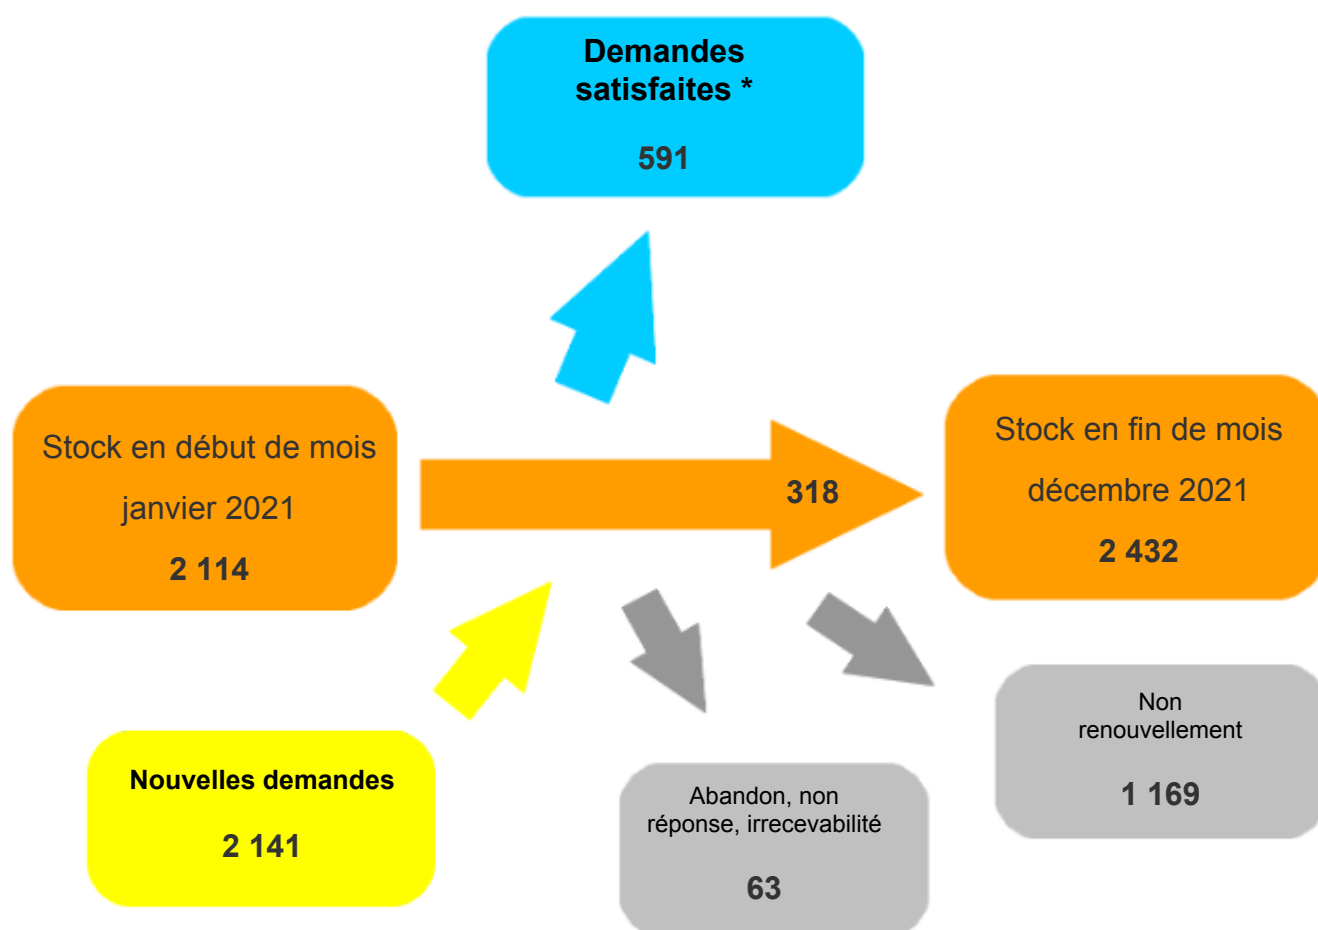 Demandes
satisfaites *
591
Stock en début de mois
janvier 2021
2 114
318
Stock en fin de mois
décembre 2021
2 432
Nouvelles demandes
2 141
Abandon, non
réponse, irrecevabilité
63
Non
renouvellement
1 169